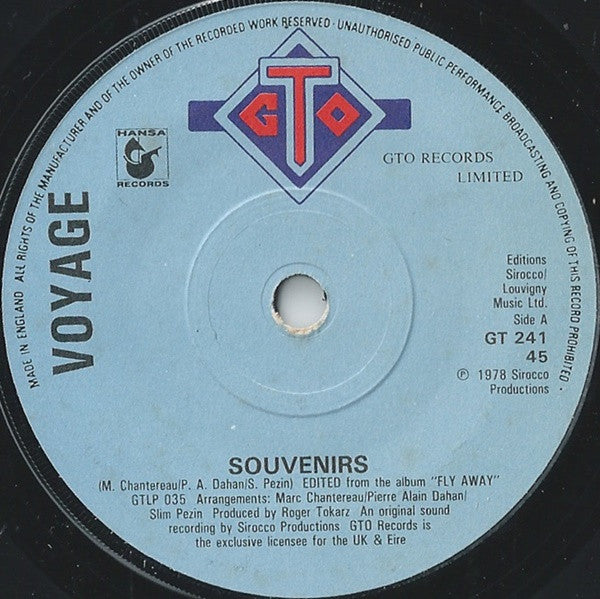 MADE IN ENGLAND ALL RIGHTS OF THE MANUFACTURER AND OF THE OWNER OF THE RECORDED WORK RESERVED · UNAUTHORISED PUBLIC PERFORMANCE BROADCASTING AND COPYING OF THIS RECORD PROHIBITED ·
GTO
HANSA
RECORDS
GTO RECORDS
LIMITED
VOYAGE
Editions
Sirocco/
Louvigny
Music Ltd.
Side A
GT 241
45
℗ 1978 Sirocco
Productions
SOUVENIRS
(M. Chantereau/P. A. Dahan/S. Pezin) EDITED from the album "FLY AWAY"
GTLP 035 Arrangements: Marc Chantereau/Pierre Alain Dahan/
Slim Pezin Produced by Roger Tokarz An original sound
recording by Sirocco Productions GTO Records is
the exclusive licensee for the UK & Eire